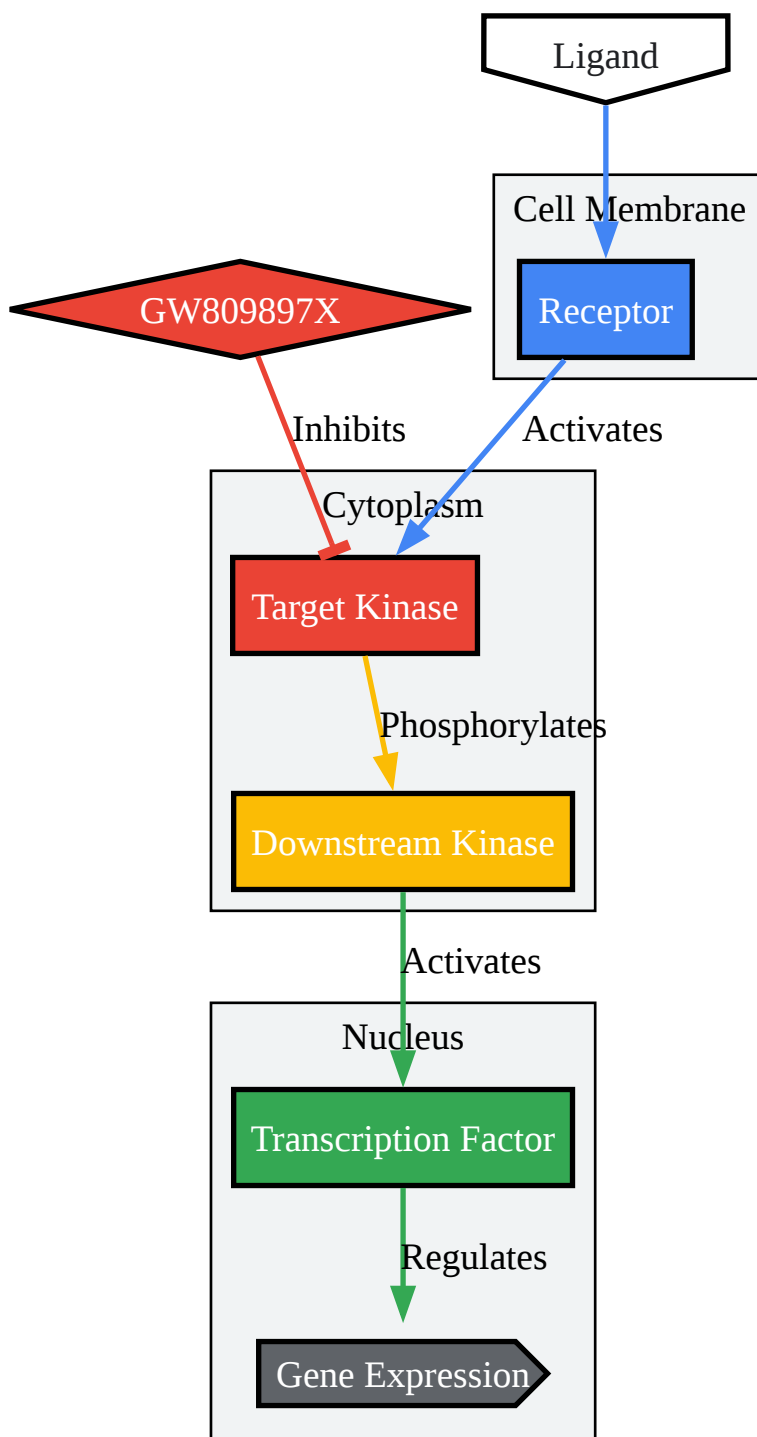 Ligand
Cell Membrane
GW809897X
Receptor
Inhibits
Activates
Cytoplasm
Target Kinase
Phosphorylates
Downstream Kinase
Activates
Nucleus
Transcription Factor
Regulates
Gene Expression